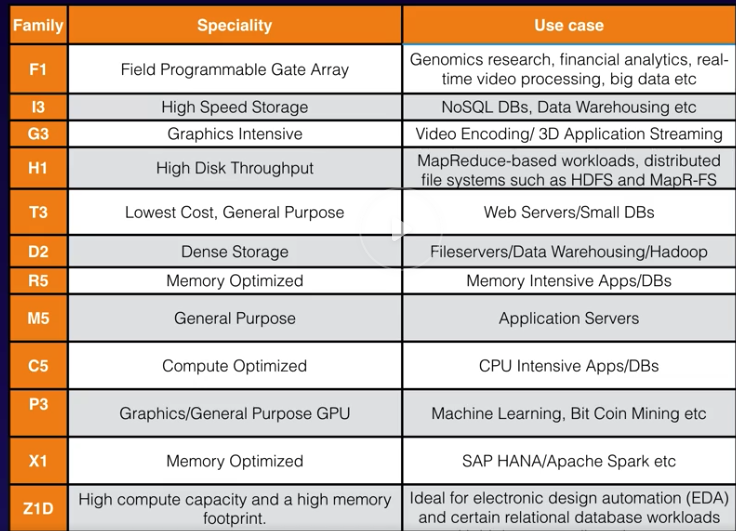 Family Speciality Use case
F1 Field Programmable Gate Array Genomics research, financial analytics, real-
time video processing, big data etc
I3 High Speed Storage NoSQL DBs, Data Warehousing etc
G3 Graphics Intensive Video Encoding/ 3D Application Streaming
H1 High Disk Throughput MapReduce-based workloads, distributed
file systems such as HDFS and MapR-FS
T3 Lowest Cost, General Purpose Web Servers/Small DBs
D2 Dense Storage Fileservers/Data Warehousing/Hadoop
R5 Memory Optimized Memory Intensive Apps/DBs
M5 General Purpose Application Servers
C5 Compute Optimized CPU Intensive Apps/DBs
P3 Graphics/General Purpose GPU Machine Learning, Bit Coin Mining etc
X1 Memory Optimized SAP HANA/Apache Spark etc
Z1D High compute capacity and a high memory
footprint. Ideal for electronic design automation (EDA)
and certain relational database workloads